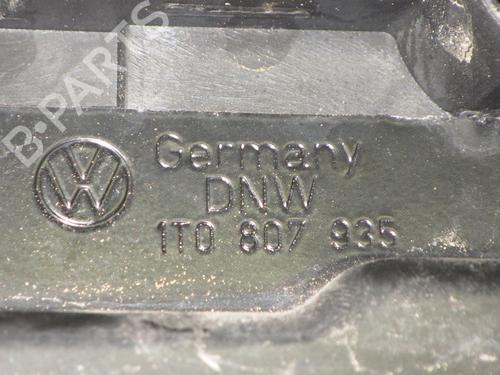 B-PARTS
Germany
DNW
1T0 807 935